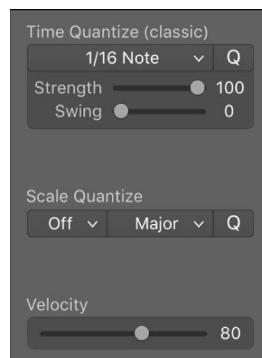 Time Quantize (classic)
1/16 Note Q
Strength 100
Swing 0
Scale Quantize
Off Major Q
Velocity
80